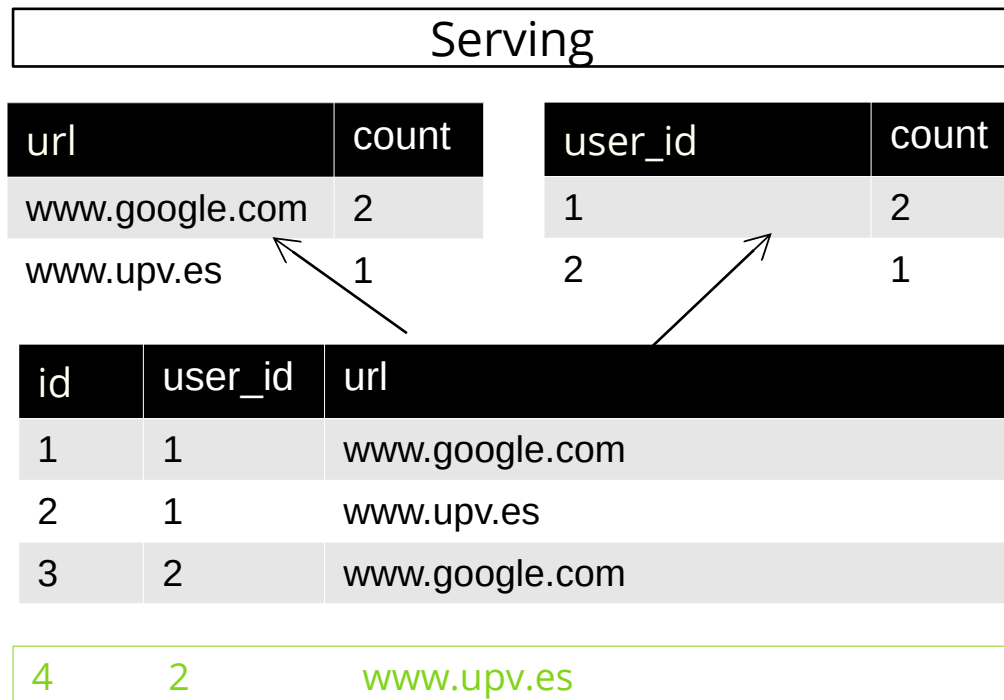 Serving
url count
www.google.com 2
www.upv.es 1
user_id count
1 2
2 1
id user_id url
1 1 www.google.com
2 1 www.upv.es
3 2 www.google.com
4 2 www.upv.es